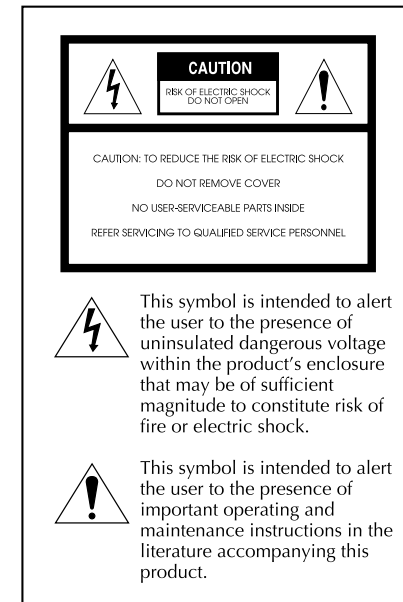 CAUTION
RISK OF ELECTRIC SHOCK
DO NOT OPEN
CAUTION: TO REDUCE THE RISK OF ELECTRIC SHOCK
DO NOT REMOVE COVER
NO USER-SERVICEABLE PARTS INSIDE
REFER SERVICING TO QUALIFIED SERVICE PERSONNEL
This symbol is intended to alert
the user to the presence of
uninsulated dangerous voltage
within the product's enclosure
that may be of sufficient
magnitude to constitute risk of
fire or electric shock.
This symbol is intended to alert
the user to the presence of
important operating and
maintenance instructions in the
literature accompanying this
product.